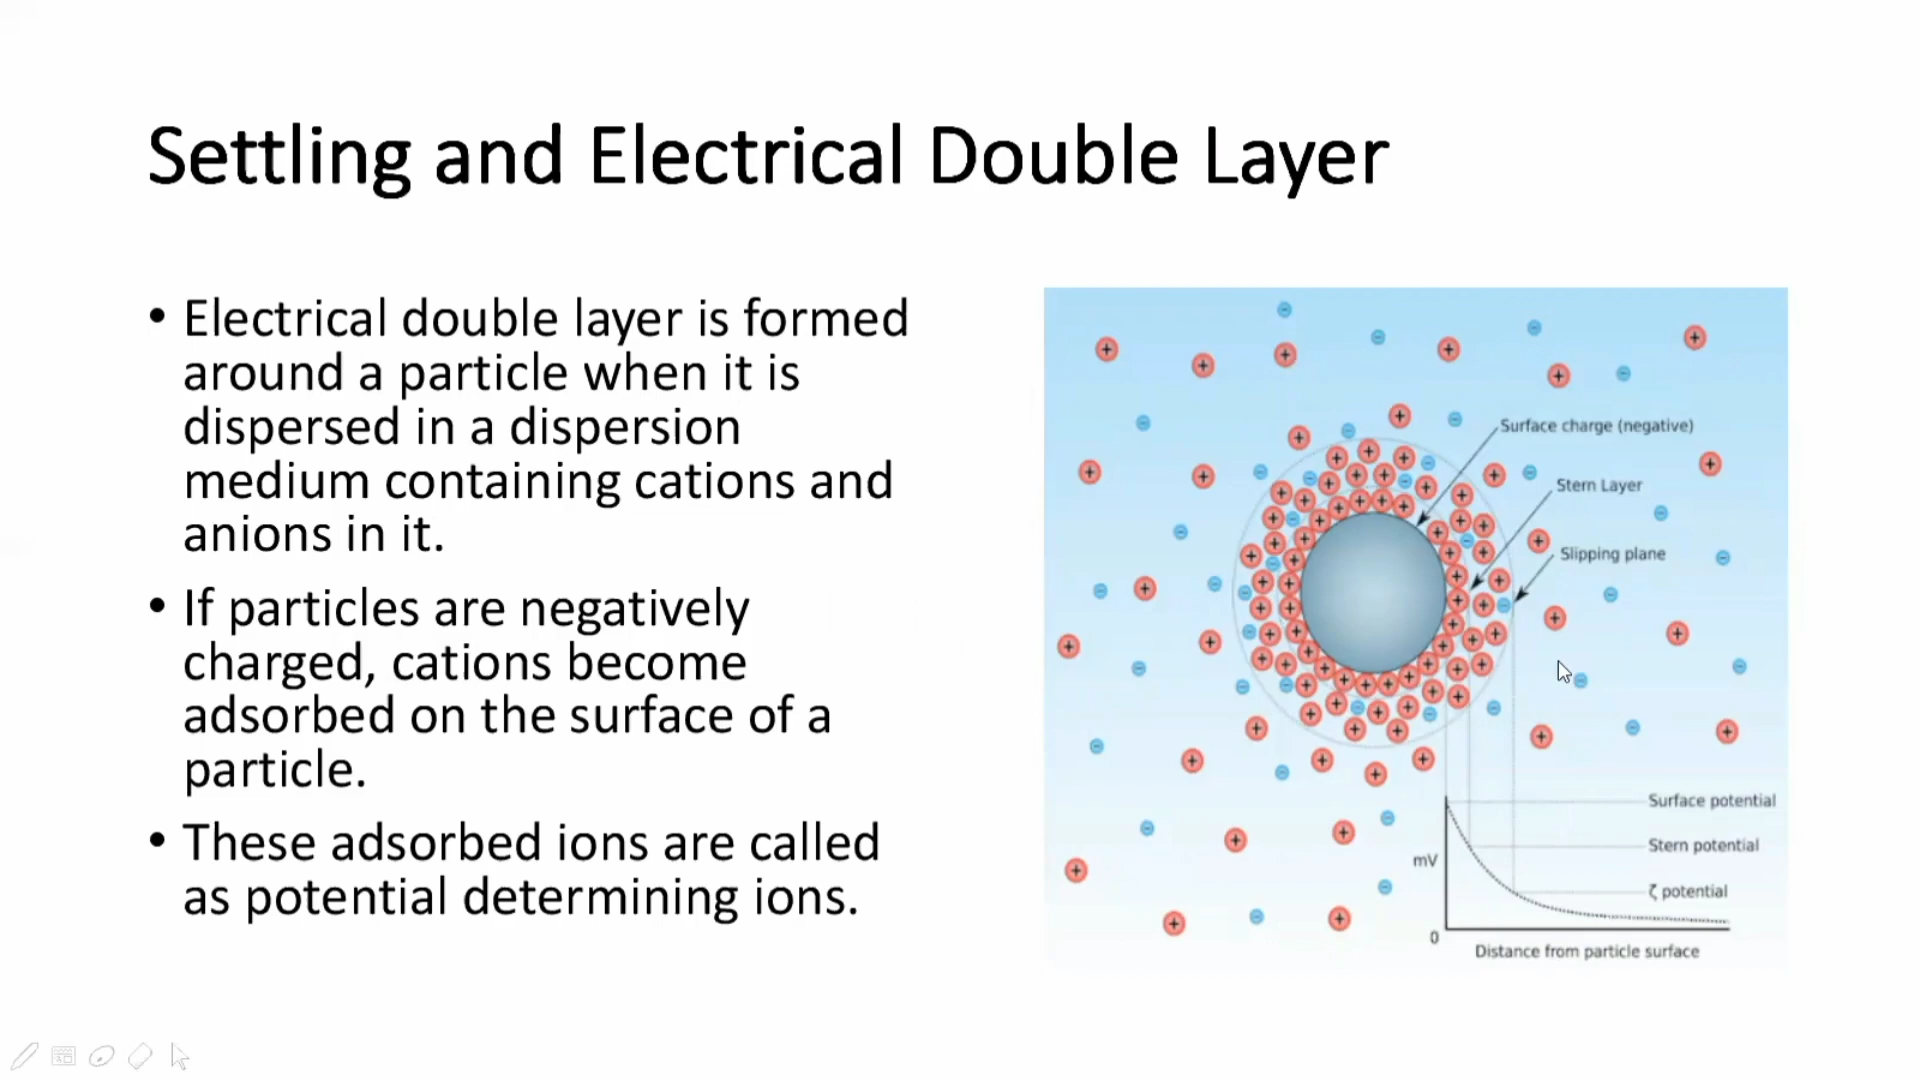 Settling and Electrical Double Layer
• Electrical double layer is formed
around a particle when it is
dispersed in a dispersion
medium containing cations and
anions in it.
• If particles are negatively
charged, cations become
adsorbed on the surface of a
particle.
• These adsorbed ions are called
as potential determining ions.
Surface charge (negative)
Stern Layer
Slipping plane
Surface potential
Stern potential
mV
ζ potential
0
Distance from particle surface